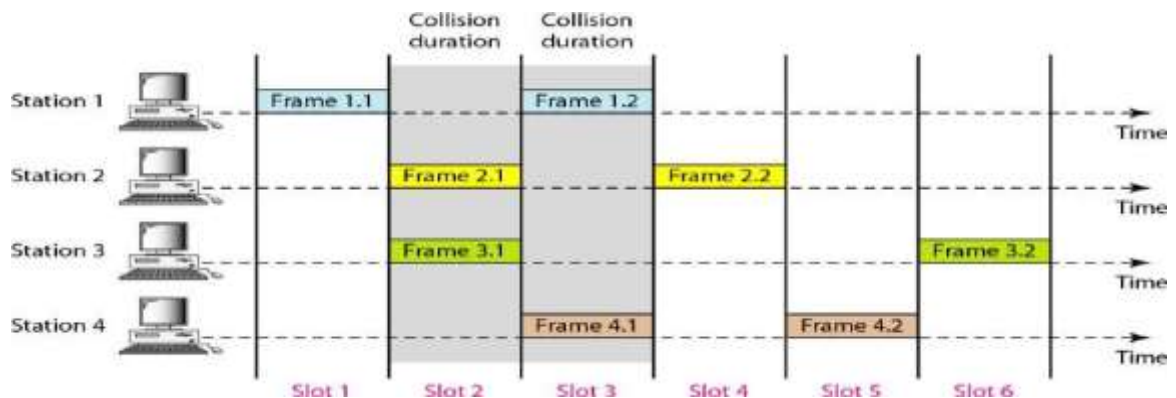 Collision Collision
duration duration
Station 1 Frame 1.1 Frame 1.2
Time
Station 2 Frame 2.1 Frame 2.2
Time
Station 3 Frame 3.1 Frame 3.2
Time
Station 4 Frame 4.1 Frame 4.2
Time
Slot 1 Slot 2 Slot 3 Slot 4 Slot 5 Slot 6